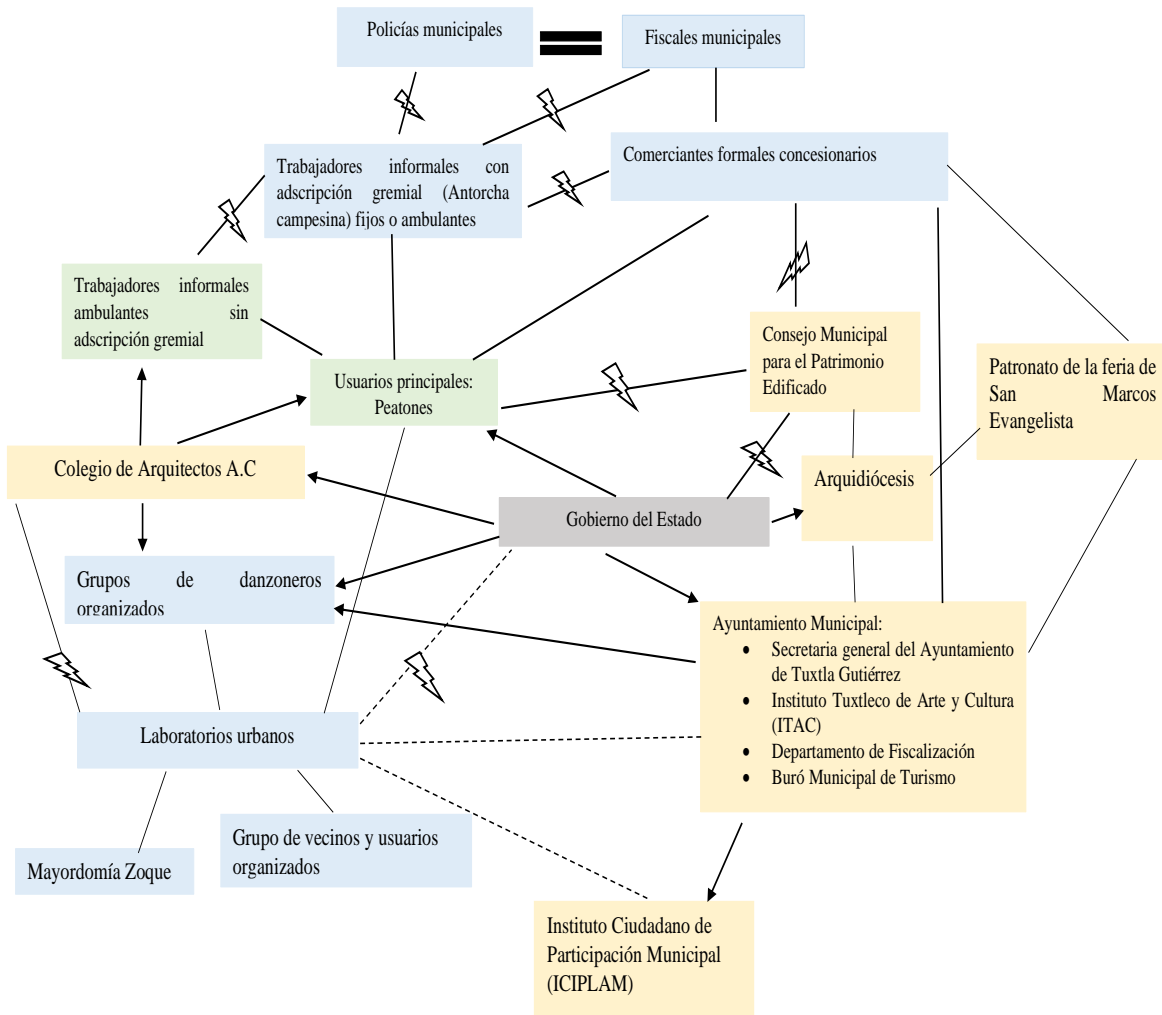 Policías municipales
Fiscales municipales
Trabajadores informales con
adscripción gremial (Antorcha
campesina) fijos o ambulantes
Comerciantes formales concesionarios
Trabajadores informales
ambulantes sin
adscripción gremial
Usuarios principales:
Peatones
Consejo Municipal
para el Patrimonio
Edificado
Patronato de la feria de
San Marcos
Evangelista
Colegio de Arquitectos A.C
Arquidiócesis
Gobierno del Estado
Grupos de danzoneros
organizados
Ayuntamiento Municipal:
• Secretaria general del Ayuntamiento
de Tuxtla Gutiérrez
• Instituto Tuxtleco de Arte y Cultura
(ITAC)
• Departamento de Fiscalización
• Buró Municipal de Turismo
Laboratorios urbanos
Grupo de vecinos y usuarios
organizados
Mayordomía Zoque
Instituto Ciudadano de
Participación Municipal
(ICIPLAM)